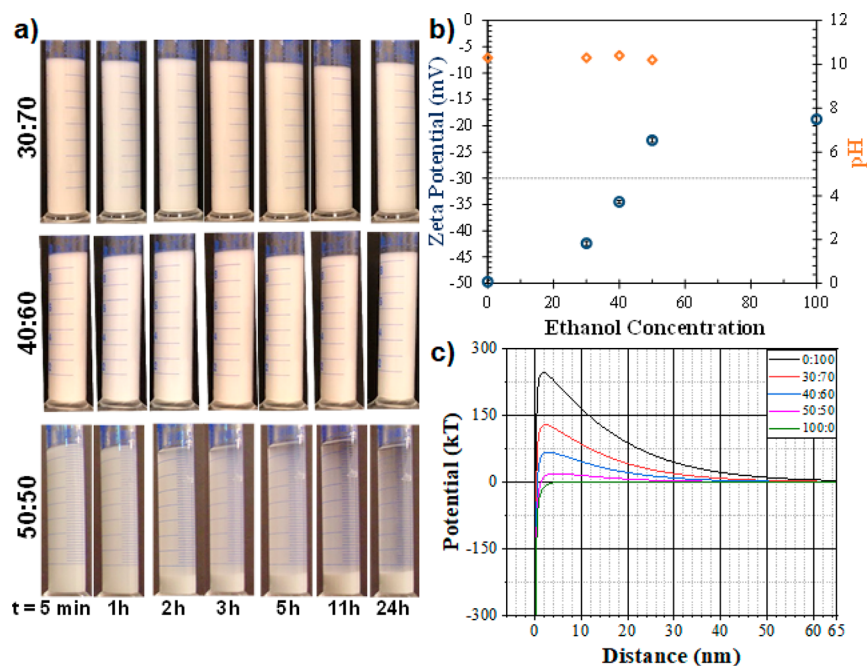 a)
30:70
40:60
50:50
t = 5 min 1h 2h 3h 5h 11h 24h
b)
Zeta Potential (mV)
0
-5
-10
-15
-20
-25
-30
-35
-40
-45
-50
0 20 40 60 80 100
Ethanol Concentration
12
10
8
6
4
2
0
pH
c)
Potential (kT)
300
150
0
-150
-300
0:100
30:70
40:60
50:50
100:0
0 10 20 30 40 50 60 65
Distance (nm)